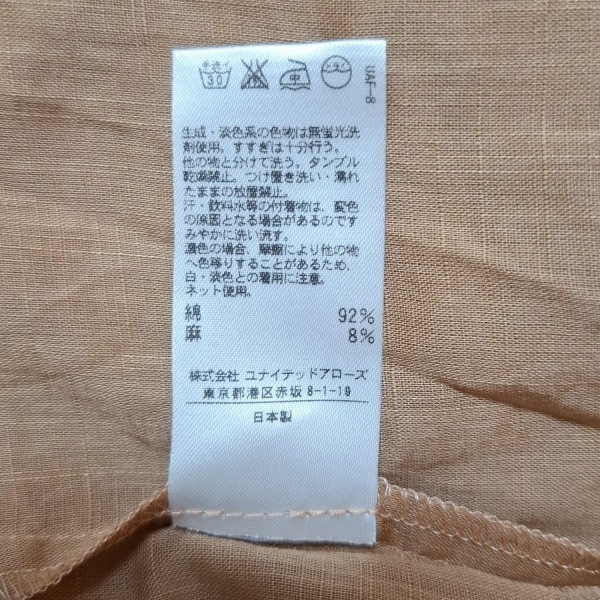 手洗イ 30 中 ドライ
UAF-8
生成・淡色系の色物は無蛍光洗
剤使用。すすぎは十分行う。
他の物と分けて洗う。タンブル
乾燥禁止。つけ置き洗い・濡れ
たままの放置禁止。
汗・飲料水等の付着物は、変色
の原因となる場合があるのです
みやかに洗い流す。
濃色の場合、摩擦により他の物
へ色移りすることがあるため、
白・淡色との着用に注意。
ネット使用。
綿 92%
麻 8%
株式会社 ユナイテッドアローズ
東京都港区赤坂8-1-19
日本製